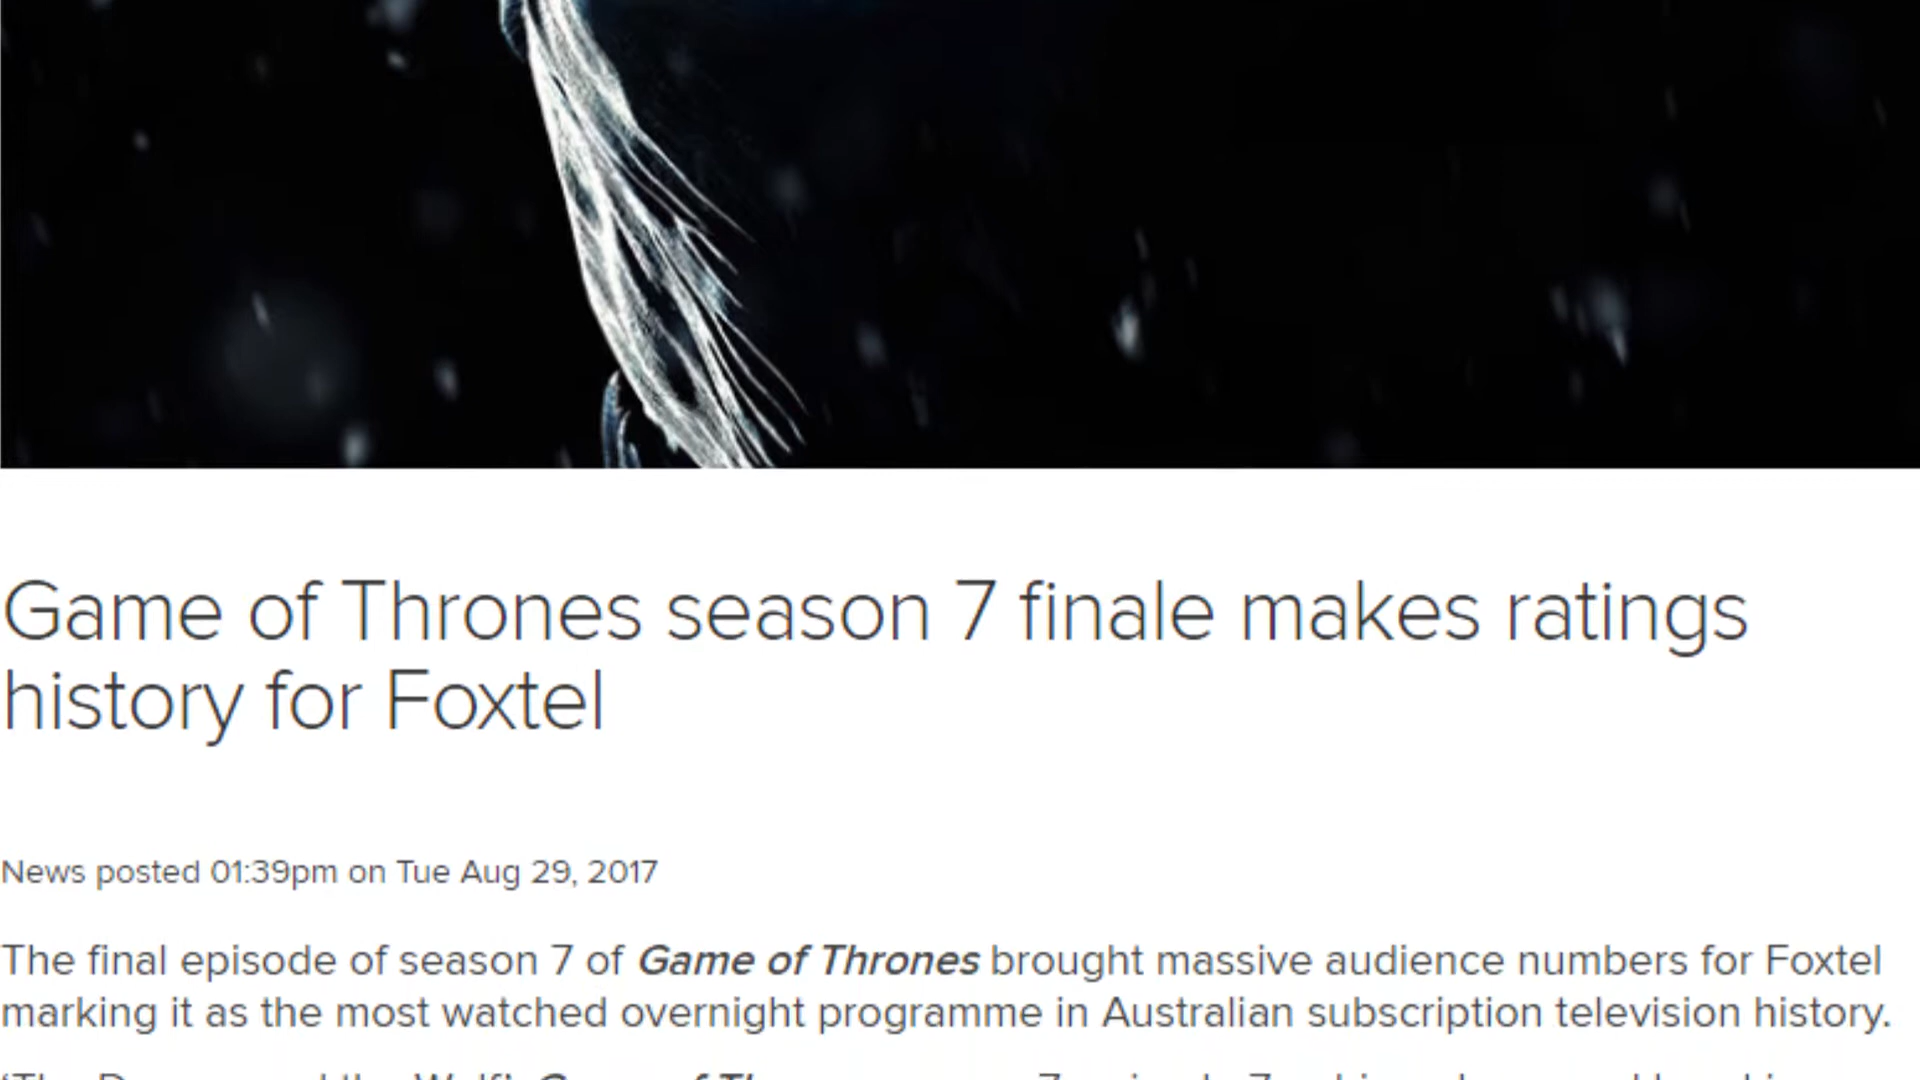 Game of Thrones season 7 finale makes ratings
history for Foxtel
News posted 01:39pm on Tue Aug 29, 2017
The final episode of season 7 of Game of Thrones brought massive audience numbers for Foxtel
marking it as the most watched overnight programme in Australian subscription television history.